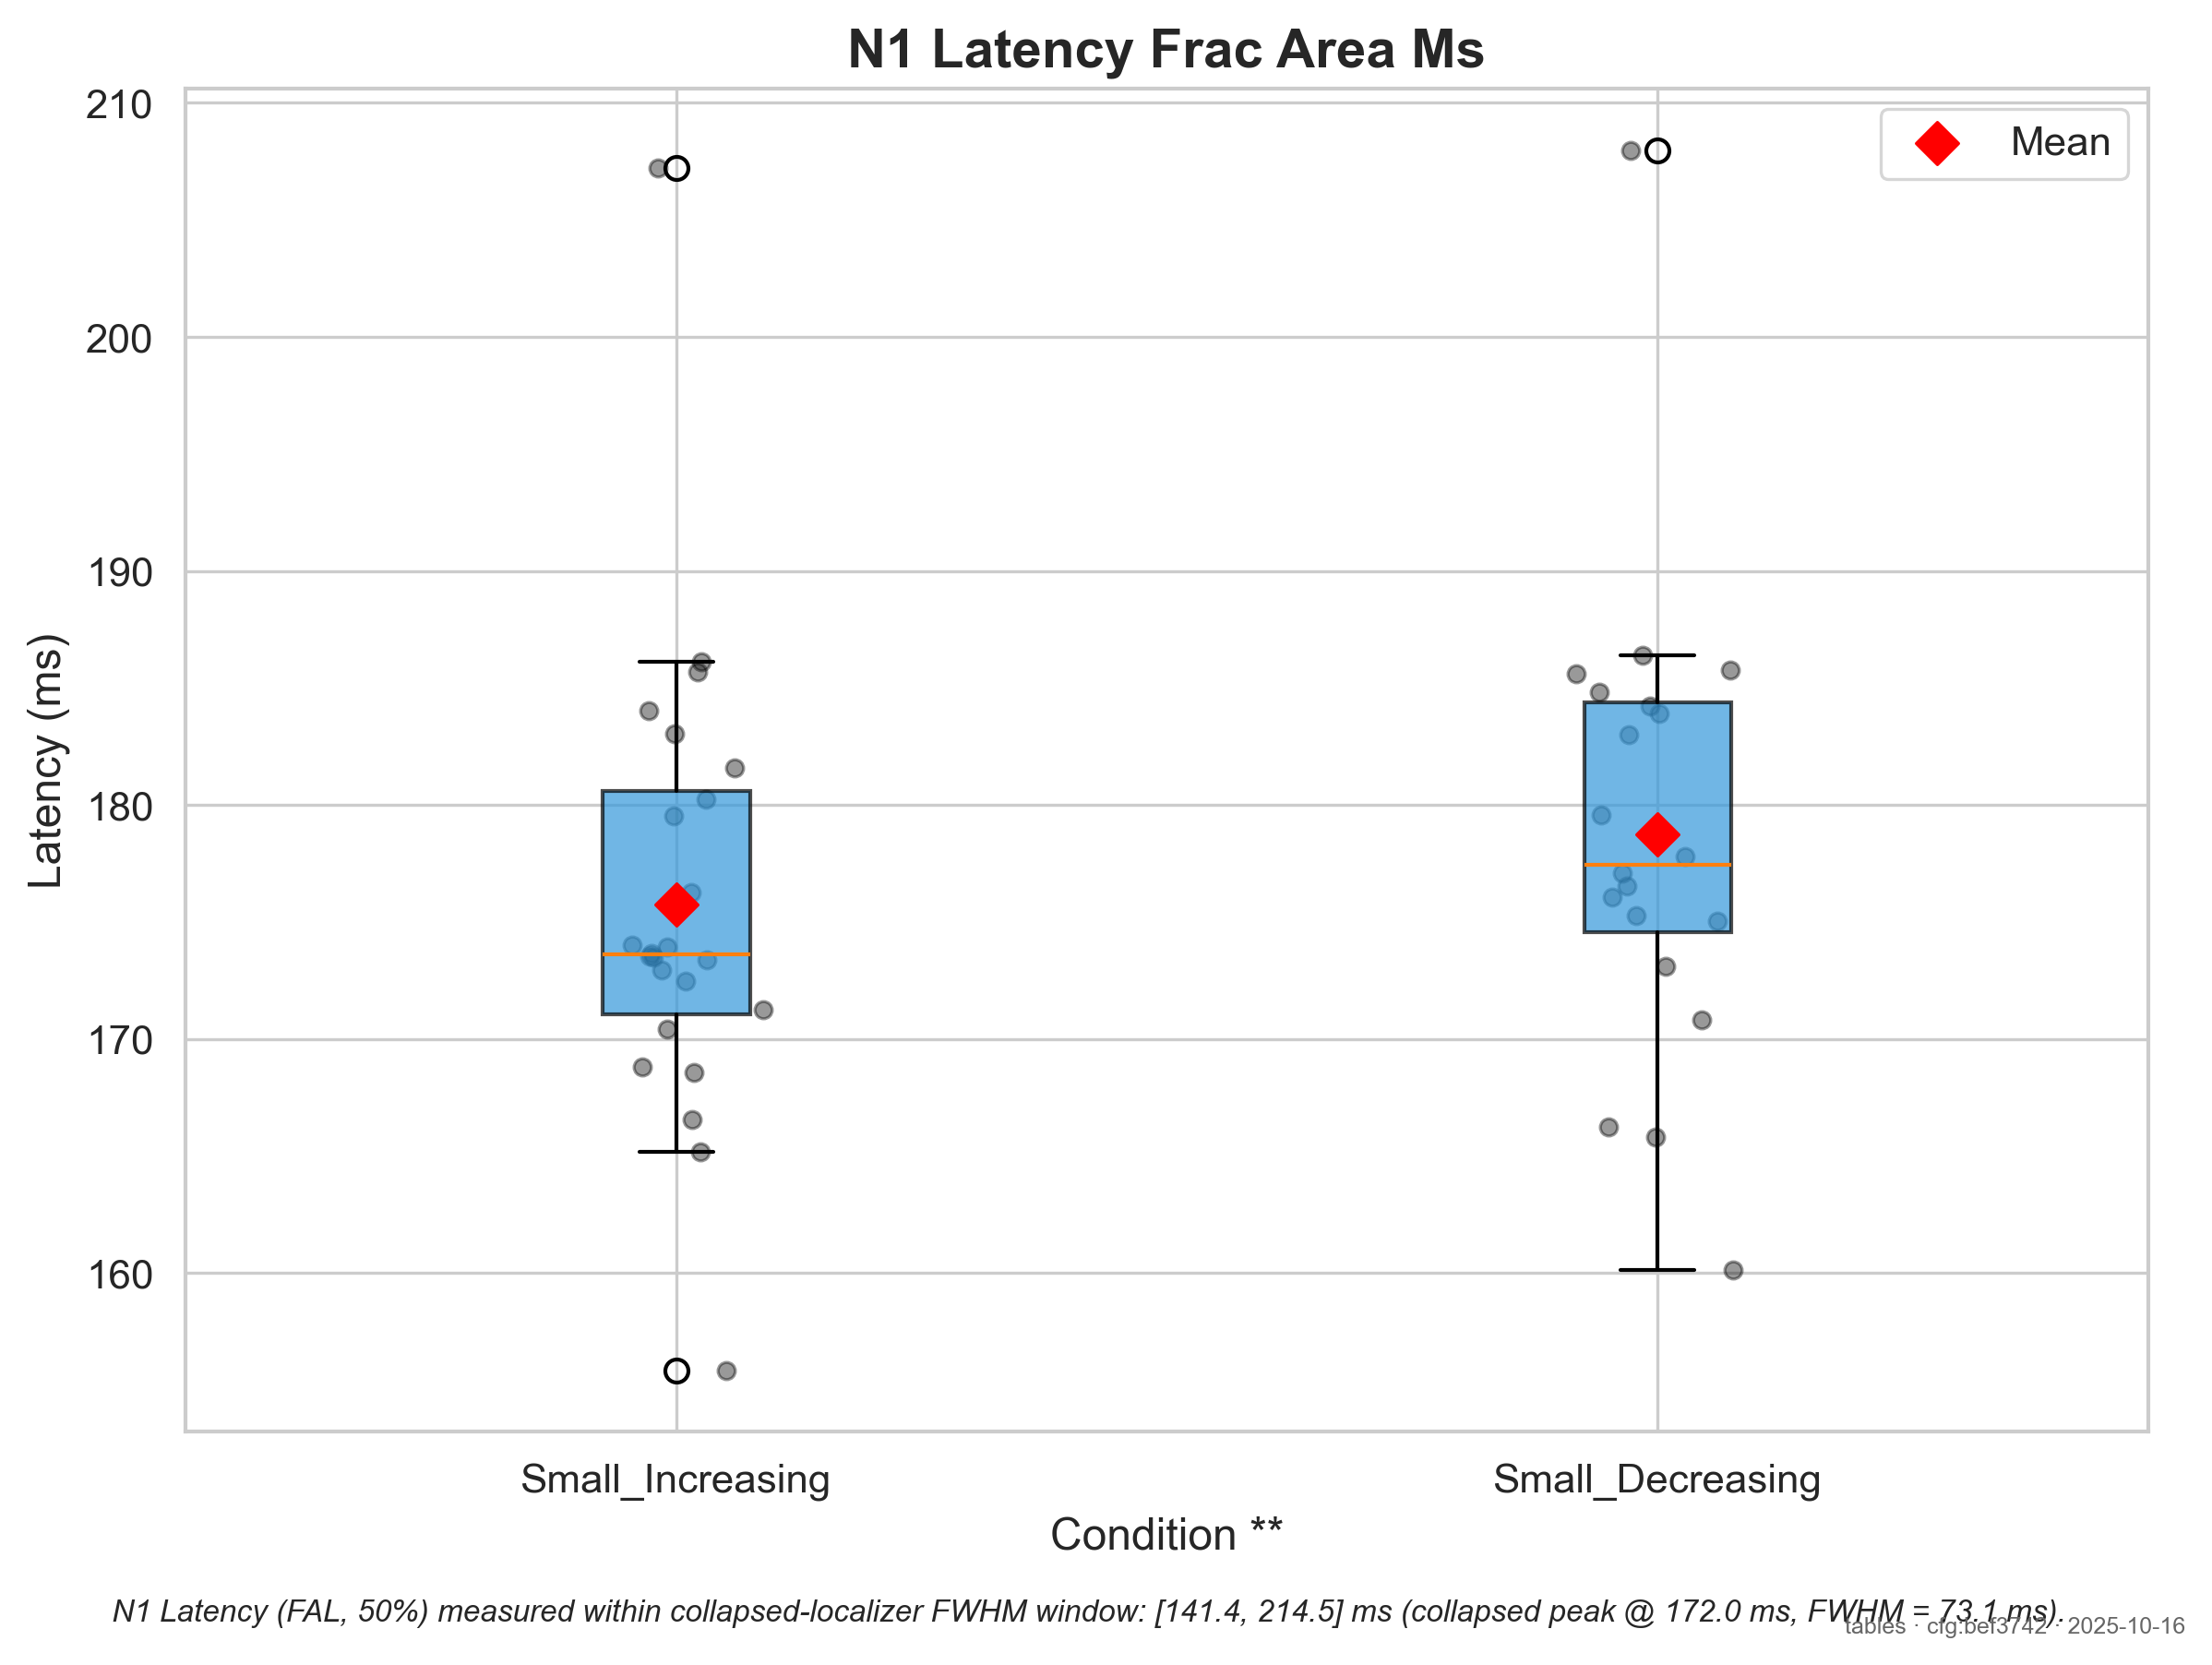 N1 Latency Frac Area Ms
Mean
210
200
190
180
170
160
Latency (ms)
Small_Increasing
Small_Decreasing
Condition **
N1 Latency (FAL, 50%) measured within collapsed-localizer FWHM window: [141.4, 214.5] ms (collapsed peak @ 172.0 ms, FWHM = 73.1 ms).
tables · cfg:bef3742 · 2025-10-16